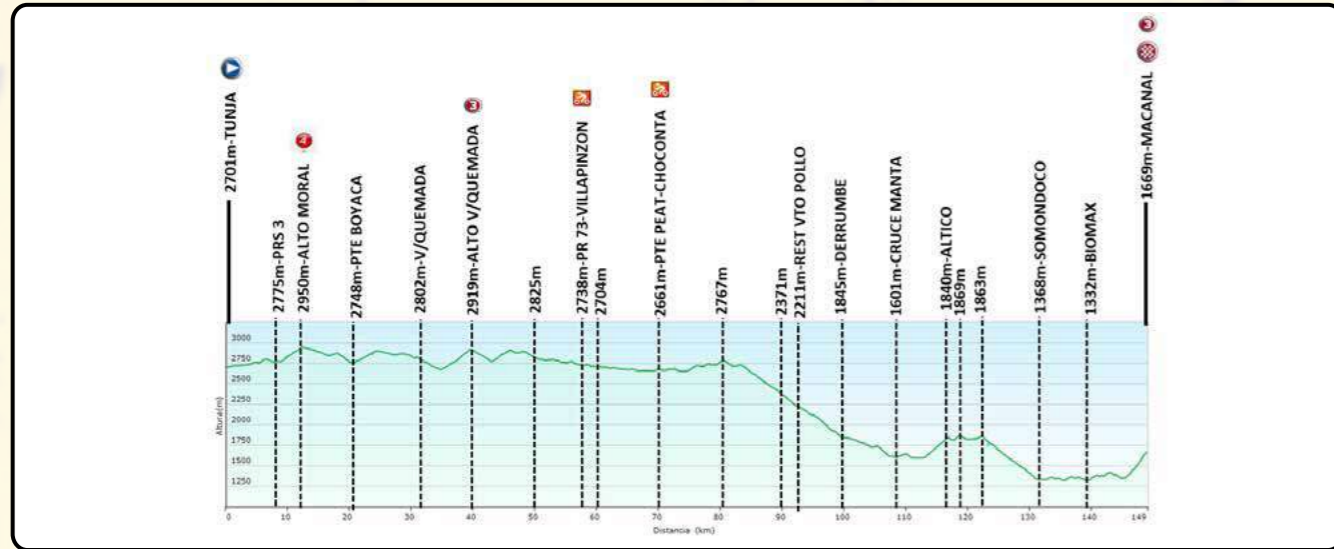 2701m-TUNJA
2775m-PRS 3
2950m-ALTO MORAL
2748m-PTE BOYACA
2802m-V/QUEMADA
2919m-ALTO V/QUEMADA
3
2825m
2738m-PR 73-VILLAPINZON
2704m
2661m-PTE PEAT-CHOCONTA
2767m
2371m
2211m-REST VTO POLLO
1845m-DERRUMBE
1601m-CRUCE MANTA
1840m-ALTICO
1869m
1863m
1368m-SOMONDOCO
1332m-BIOMAX
1669m-MACANAL
3
Altura(m)
3000
2750
2500
2250
2000
1750
1500
1250
0 10 20 30 40 50 60 70 80 90 100 110 120 130 140 149
Distancia (km)